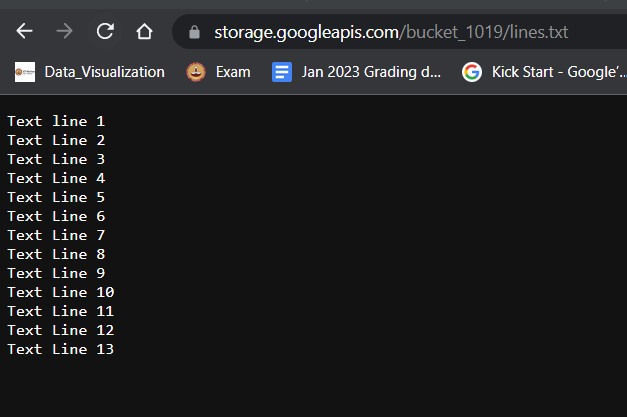 storage.googleapis.com/bucket_1019/lines.txt
Data_Visualization Exam Jan 2023 Grading d... Kick Start - Google'...
Text line 1
Text Line 2
Text Line 3
Text Line 4
Text Line 5
Text Line 6
Text Line 7
Text Line 8
Text Line 9
Text Line 10
Text Line 11
Text Line 12
Text Line 13